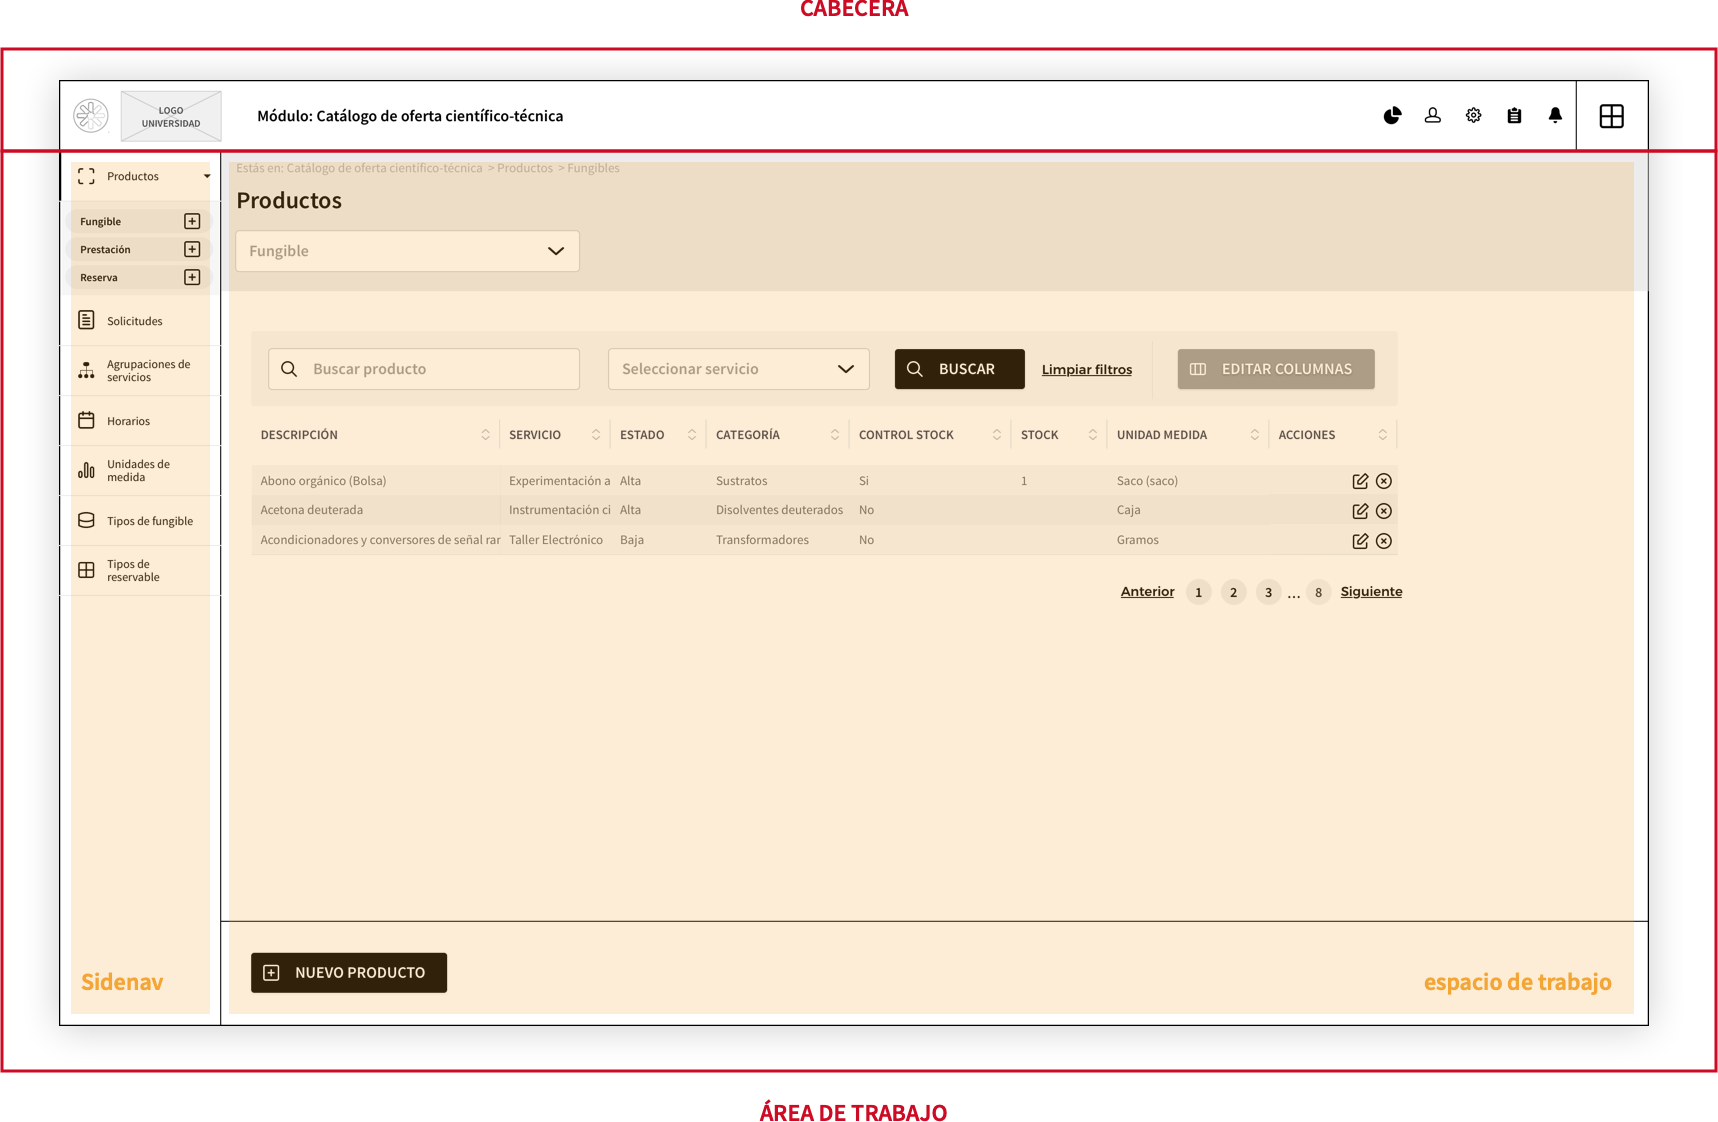 CABECERA
LOGO
UNIVERSIDAD
Módulo: Catálogo de oferta científico-técnica
Productos
Fungible
Prestación
Reserva
Solicitudes
Agrupaciones de
servicios
Horarios
Unidades de
medida
Tipos de fungible
Tipos de
reservable
Sidenav
Estás en: Catálogo de oferta científico-técnica > Productos > Fungibles
Productos
Fungible
Buscar producto
Seleccionar servicio
BUSCAR
Limpiar filtros
EDITAR COLUMNAS
DESCRIPCIÓN SERVICIO ESTADO CATEGORÍA CONTROL STOCK STOCK UNIDAD MEDIDA ACCIONES
Abono orgánico (Bolsa) Experimentación a Alta Sustratos Si 1 Saco (saco)
Acetona deuterada Instrumentación ci Alta Disolventes deuterados No Caja
Acondicionadores y conversores de señal rar Taller Electrónico Baja Transformadores No Gramos
Anterior 1 2 3 ... 8 Siguiente
NUEVO PRODUCTO
espacio de trabajo
ÁREA DE TRABAJO